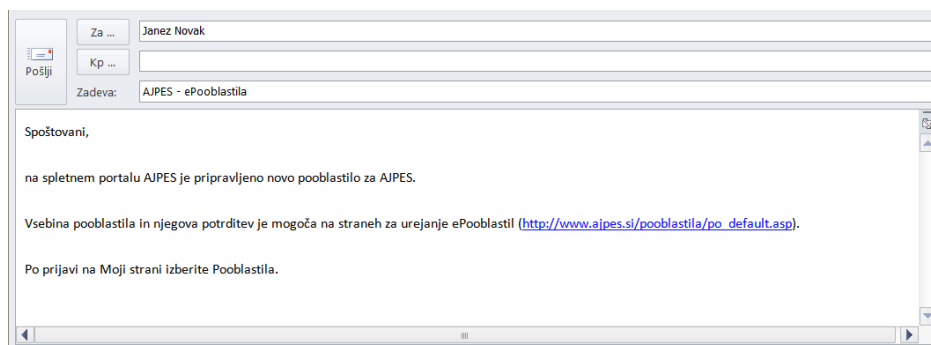 Za ...
Janez Novak
Pošlji
Kp ...
Zadeva:
AJPES - ePooblastila
Spoštovani,
na spletnem portalu AJPES je pripravljeno novo pooblastilo za AJPES.
Vsebina pooblastila in njegova potrditev je mogoča na straneh za urejanje ePooblastil (http://www.ajpes.si/pooblastila/po_default.asp).
Po prijavi na Moji strani izberite Pooblastila.